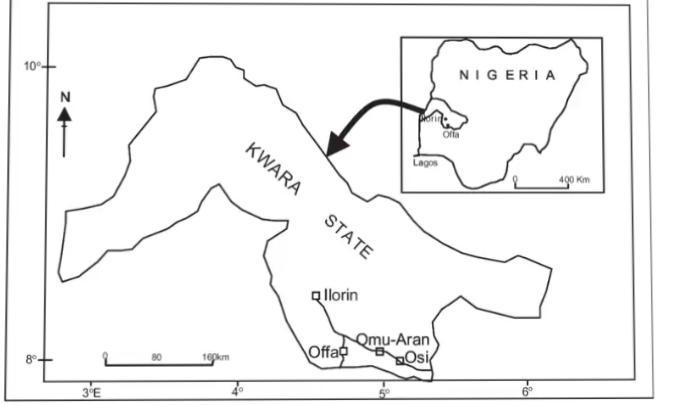 10°
N
NIGERIA
Ilorin
Offa
Lagos
0 400 Km
KWARA
STATE
Ilorin
Omu-Aran
Offa
Osi
8°
0 80 160km
3°E 4° 5° 6°